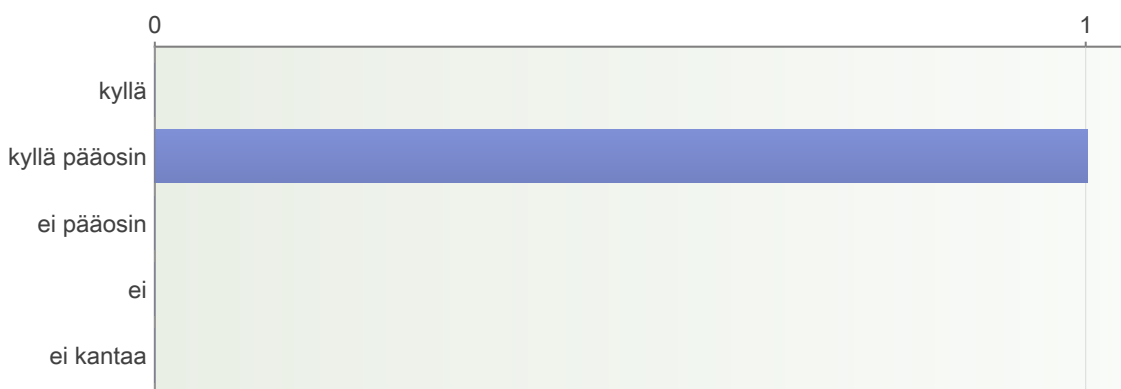 0 1
kyllä
kyllä pääosin
ei pääosin
ei
ei kantaa